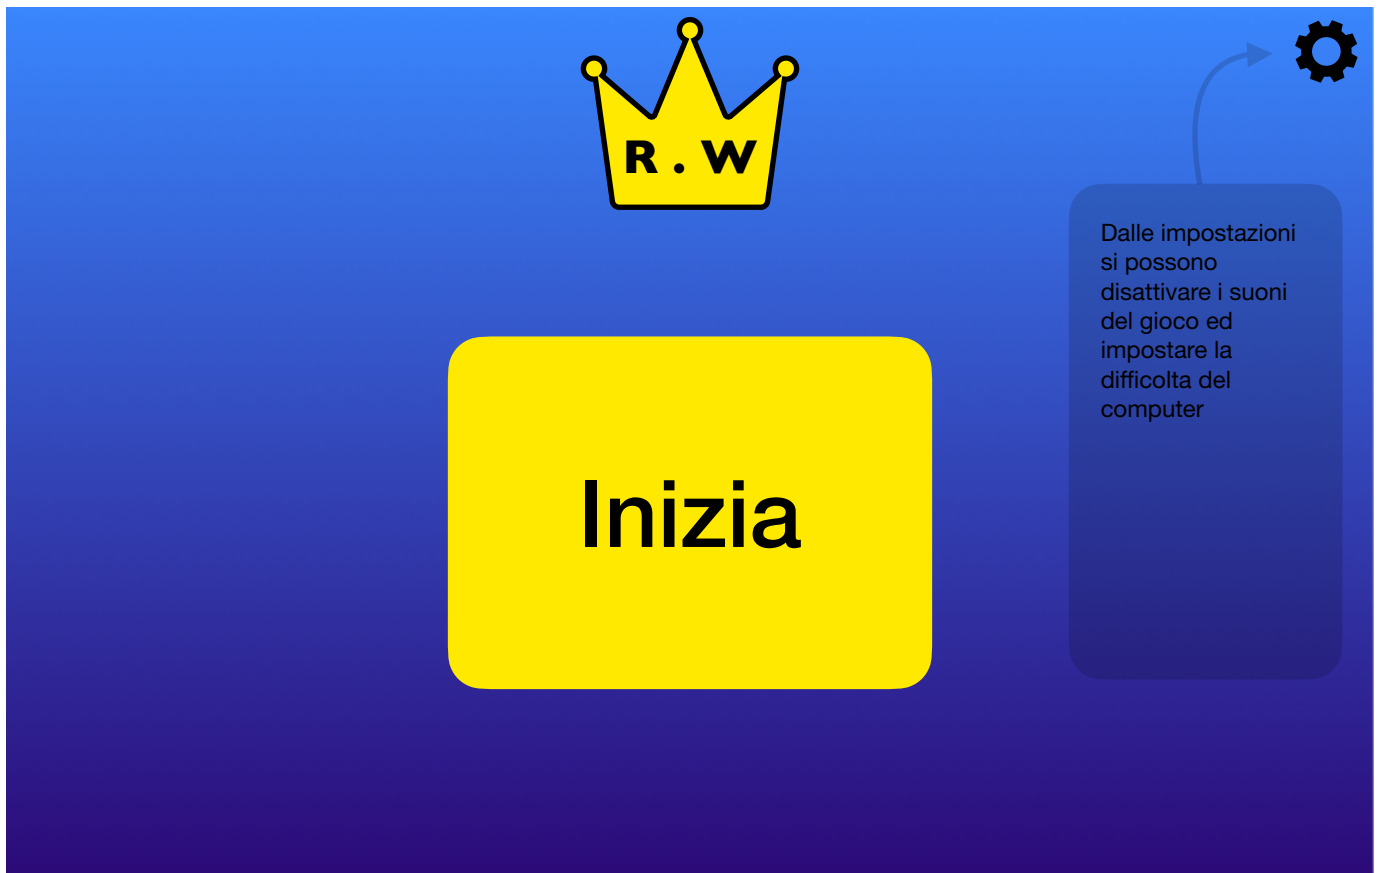 R . W
Dalle impostazioni
si possono
disattivare i suoni
del gioco ed
impostare la
difficolta del
computer
Inizia